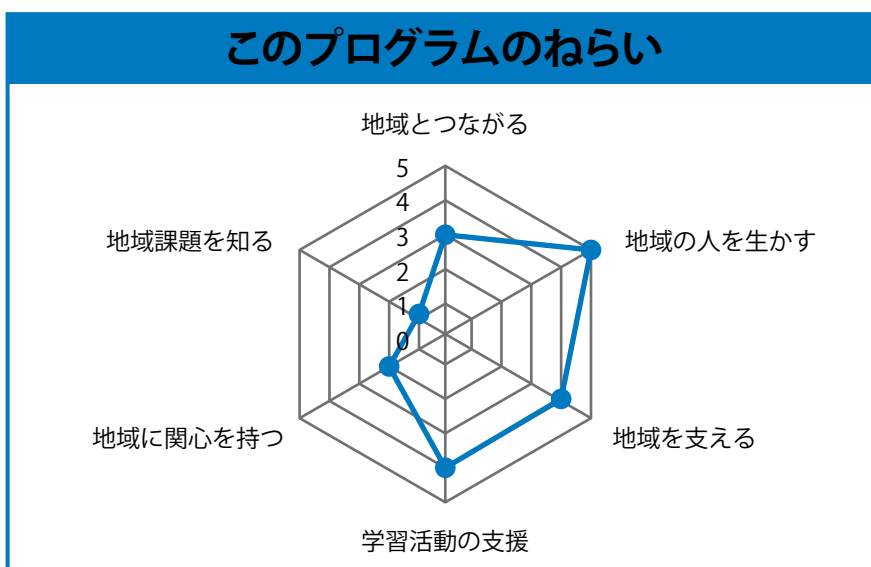 このプログラムのねらい
地域とつながる
5
4
3
2
1
0
地域課題を知る
地域の人を生かす
地域に関心を持つ
地域を支える
学習活動の支援